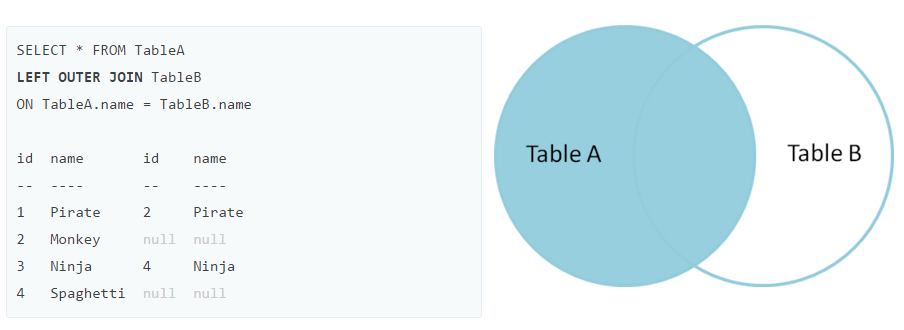 SELECT * FROM TableA
LEFT OUTER JOIN TableB
ON TableA.name = TableB.name
id name id name
-- ---- -- ----
1 Pirate 2 Pirate
2 Monkey null null
3 Ninja 4 Ninja
4 Spaghetti null null
Table A
Table B